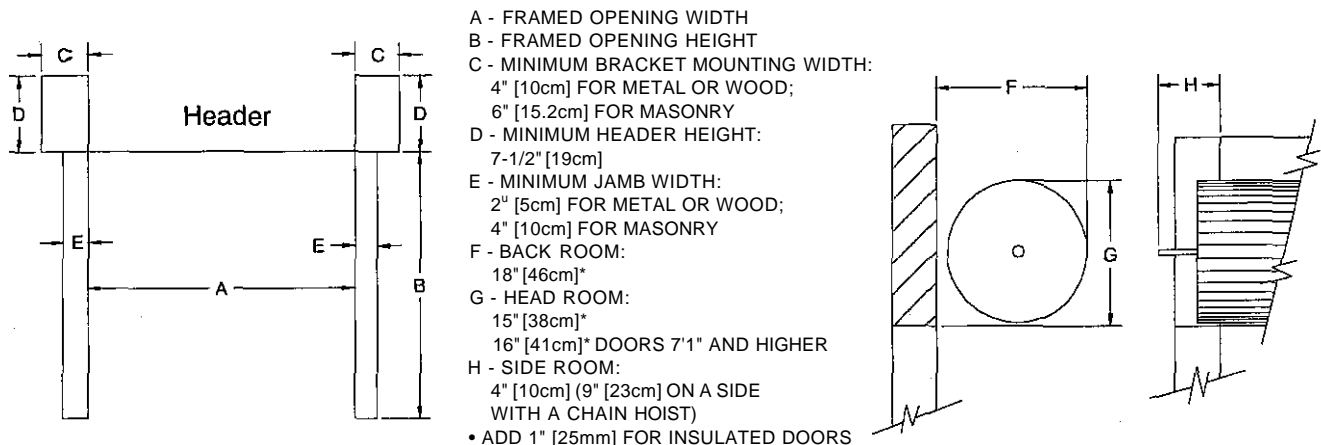 C
C
D
Header
D
E
E
A
B
A - FRAMED OPENING WIDTH
B - FRAMED OPENING HEIGHT
C - MINIMUM BRACKET MOUNTING WIDTH:
4" [10cm] FOR METAL OR WOOD;
6" [15.2cm] FOR MASONRY
D - MINIMUM HEADER HEIGHT:
7-1/2" [19cm]
E - MINIMUM JAMB WIDTH:
2ᵘ [5cm] FOR METAL OR WOOD;
4" [10cm] FOR MASONRY
F - BACK ROOM:
18" [46cm]*
G - HEAD ROOM:
15" [38cm]*
16" [41cm]* DOORS 7'1" AND HIGHER
H - SIDE ROOM:
4" [10cm] (9" [23cm] ON A SIDE
WITH A CHAIN HOIST)
• ADD 1" [25mm] FOR INSULATED DOORS
F
G
H